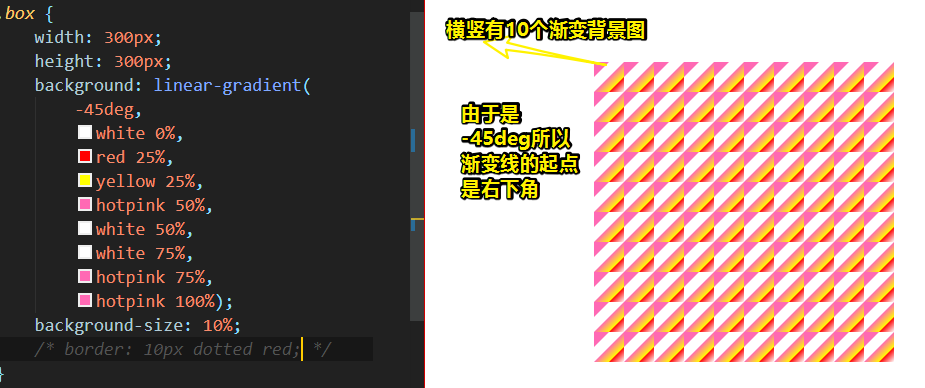 .box {
width: 300px;
height: 300px;
background: linear-gradient(
-45deg,
white 0%,
red 25%,
yellow 25%,
hotpink 50%,
white 50%,
white 75%,
hotpink 75%,
hotpink 100%);
background-size: 10%;
/* border: 10px dotted red; */
}
横竖有10个渐变背景图
由于是
-45deg所以
渐变线的起点
是右下角